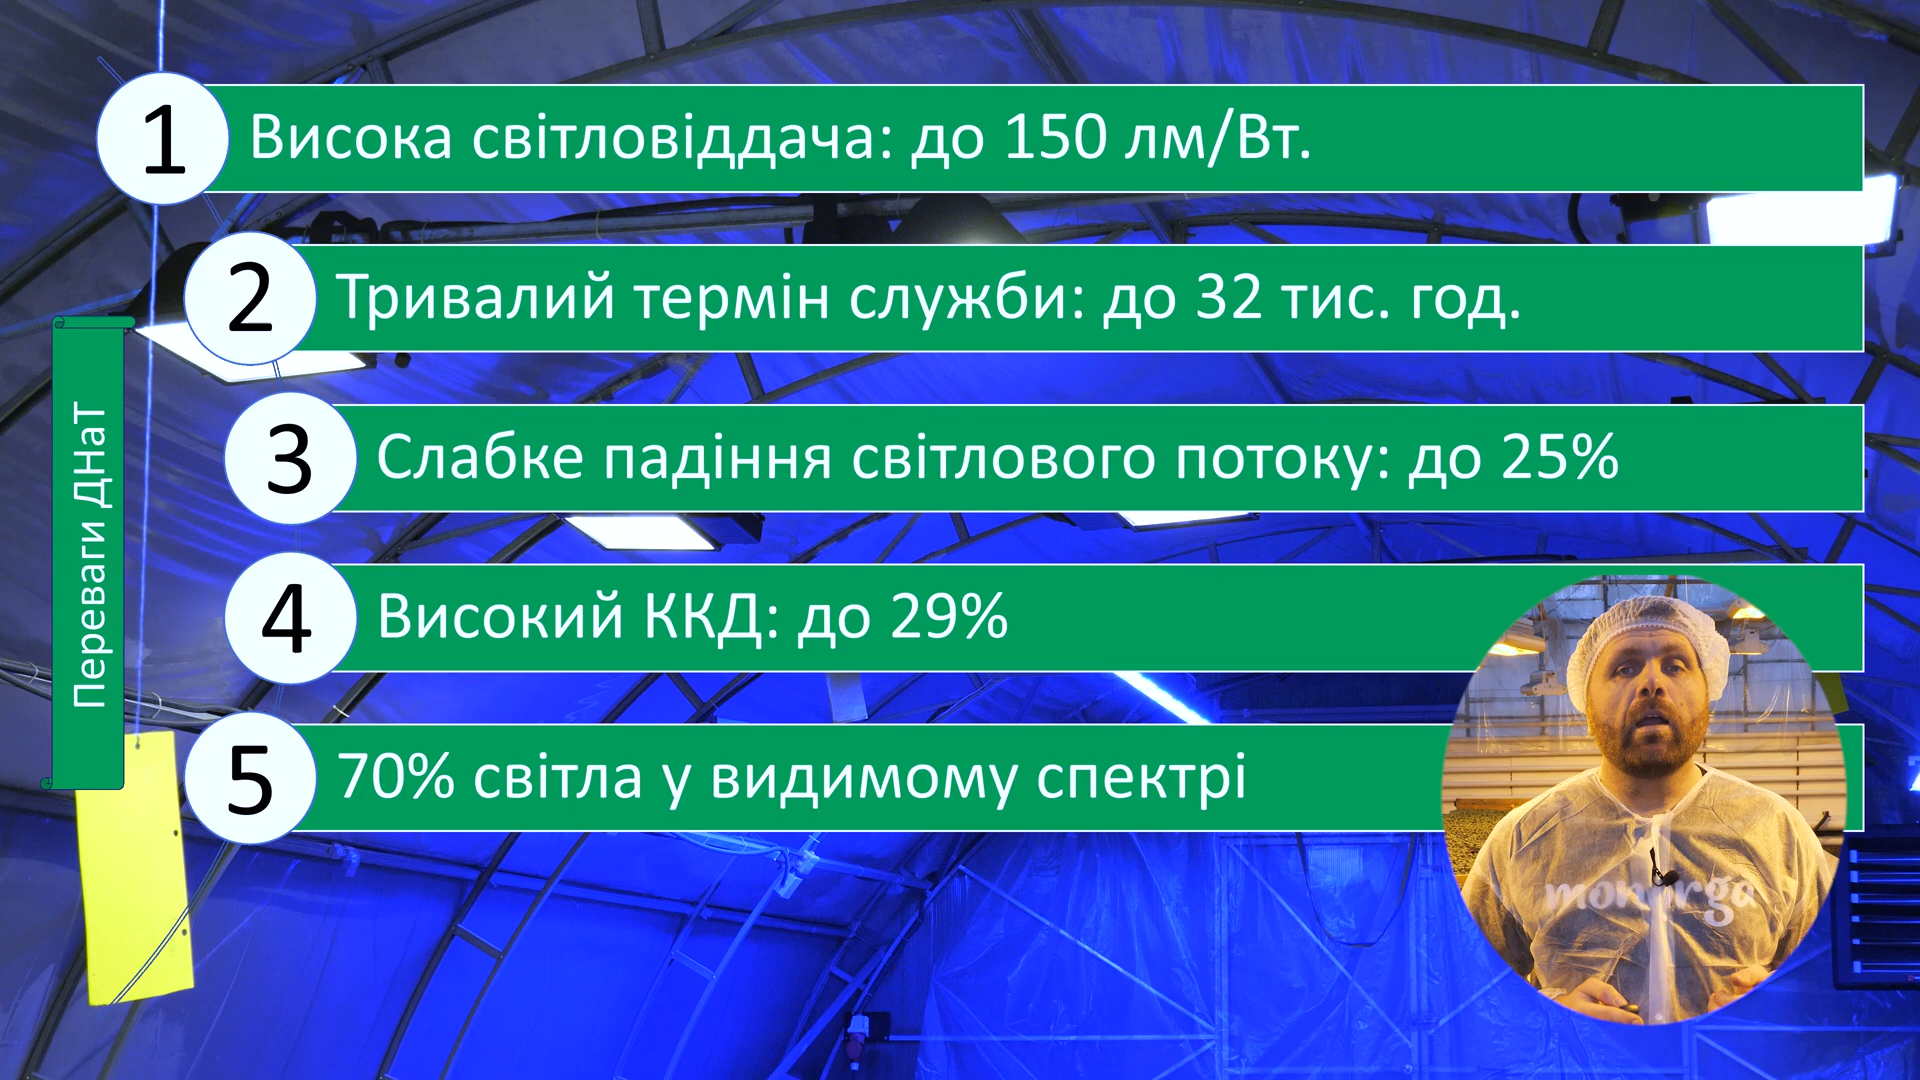 Переваги ДНаТ
1 Висока світловіддача: до 150 лм/Вт.
2 Тривалий термін служби: до 32 тис. год.
3 Слабке падіння світлового потоку: до 25%
4 Високий ККД: до 29%
5 70% світла у видимому спектрі